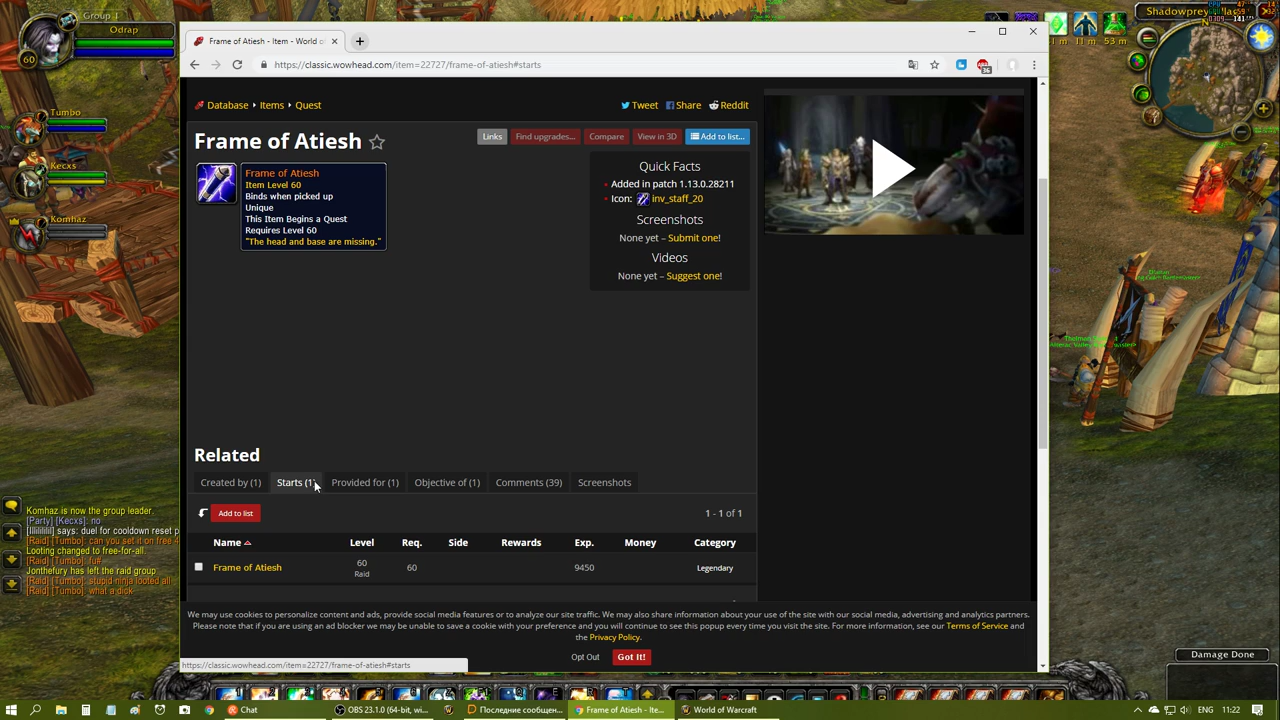 Group 1
Odrap
60
Tumbo
Kecxs
Komhaz
Frame of Atiesh - Item - World o
https://classic.wowhead.com/item=22727/frame-of-atiesh#starts
36
Database
Items
Quest
Tweet
Share
Reddit
Frame of Atiesh
Links
Find upgrades...
Compare
View in 3D
Add to list...
Frame of Atiesh
Item Level 60
Binds when picked up
Unique
This Item Begins a Quest
Requires Level 60
"The head and base are missing."
Quick Facts
Added in patch 1.13.0.28211
Icon: inv_staff_20
Screenshots
None yet – Submit one!
Videos
None yet – Suggest one!
Related
Created by (1)
Starts (1)
Provided for (1)
Objective of (1)
Comments (39)
Screenshots
Add to list
1 - 1 of 1
Name Level Req. Side Rewards Exp. Money Category
Frame of Atiesh 60 60 9450 Legendary
Raid
We may use cookies to personalize content and ads, provide social media features or to analyze our site traffic. We may also share information about your use of the site with our social media, advertising and analytics partners.
Please note that if you are using an ad blocker we may be unable to save a cookie with your preference and you will continue to see this popup every time you visit the site. For more information, see our Terms of Service and
the Privacy Policy.
Opt Out
Got It!
https://classic.wowhead.com/item=22727/frame-of-atiesh#starts
Komhaz is now the group leader.
[Party] [Kecxs]: no
says: duel for cooldown reset p
[Raid] [Tumbo]: can you set it on free 4
Looting changed to free-for-all.
[Raid] [Tumbo]: fu#
Jonthefury has left the raid group
[Raid] [Tumbo]: stupid ninja looted all
[Raid] [Tumbo]: what a dick
Shadowprey
11 m
53 m
Damage Done
Chat
OBS 23.1.0 (64-bit, wi...
Последние сообщен...
Frame of Atiesh - Ite...
World of Warcraft
ENG
11:22